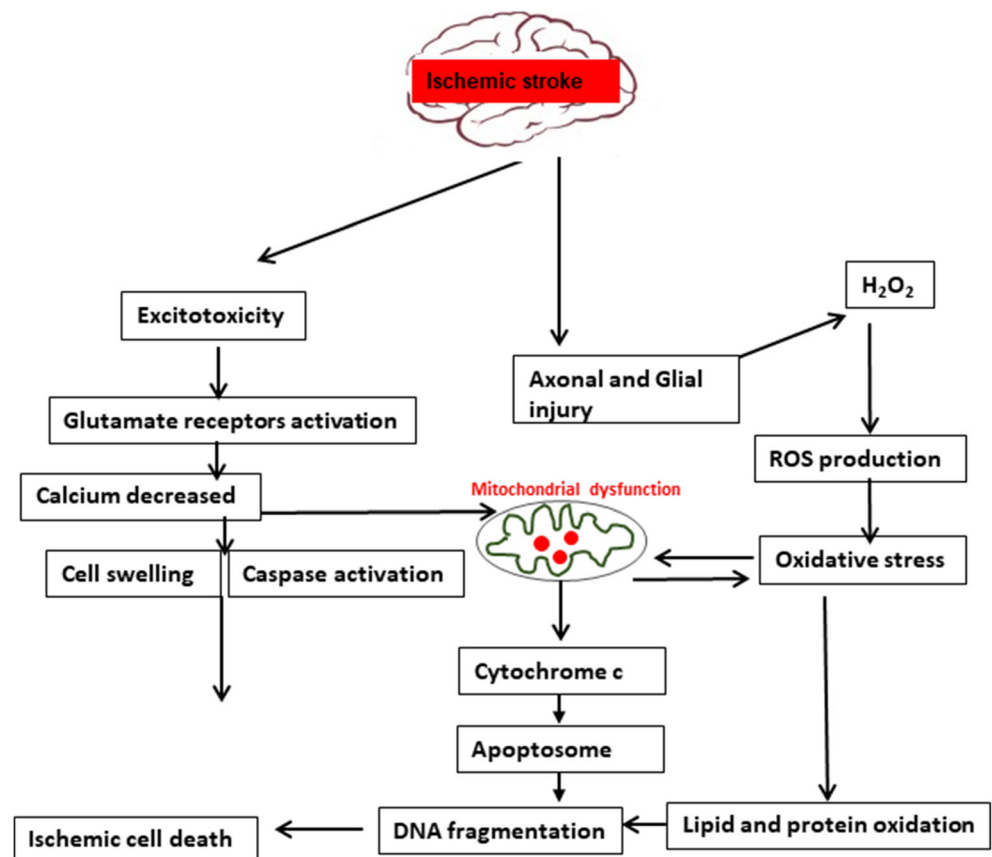 Ischemic stroke
H₂O₂
Excitotoxicity
Axonal and Glial
injury
Glutamate receptors activation
ROS production
Calcium decreased
Mitochondrial dysfunction
Cell swelling
Caspase activation
Oxidative stress
Cytochrome c
Apoptosome
Ischemic cell death
DNA fragmentation
Lipid and protein oxidation